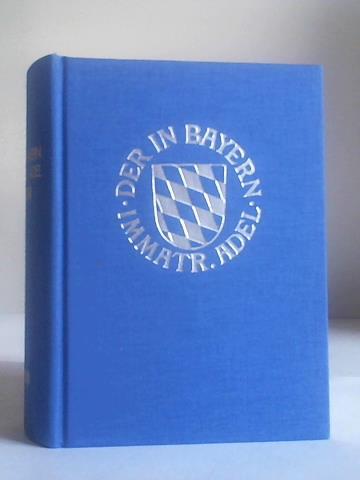 · DER IN BAYERN ·
IMMATR. ADEL